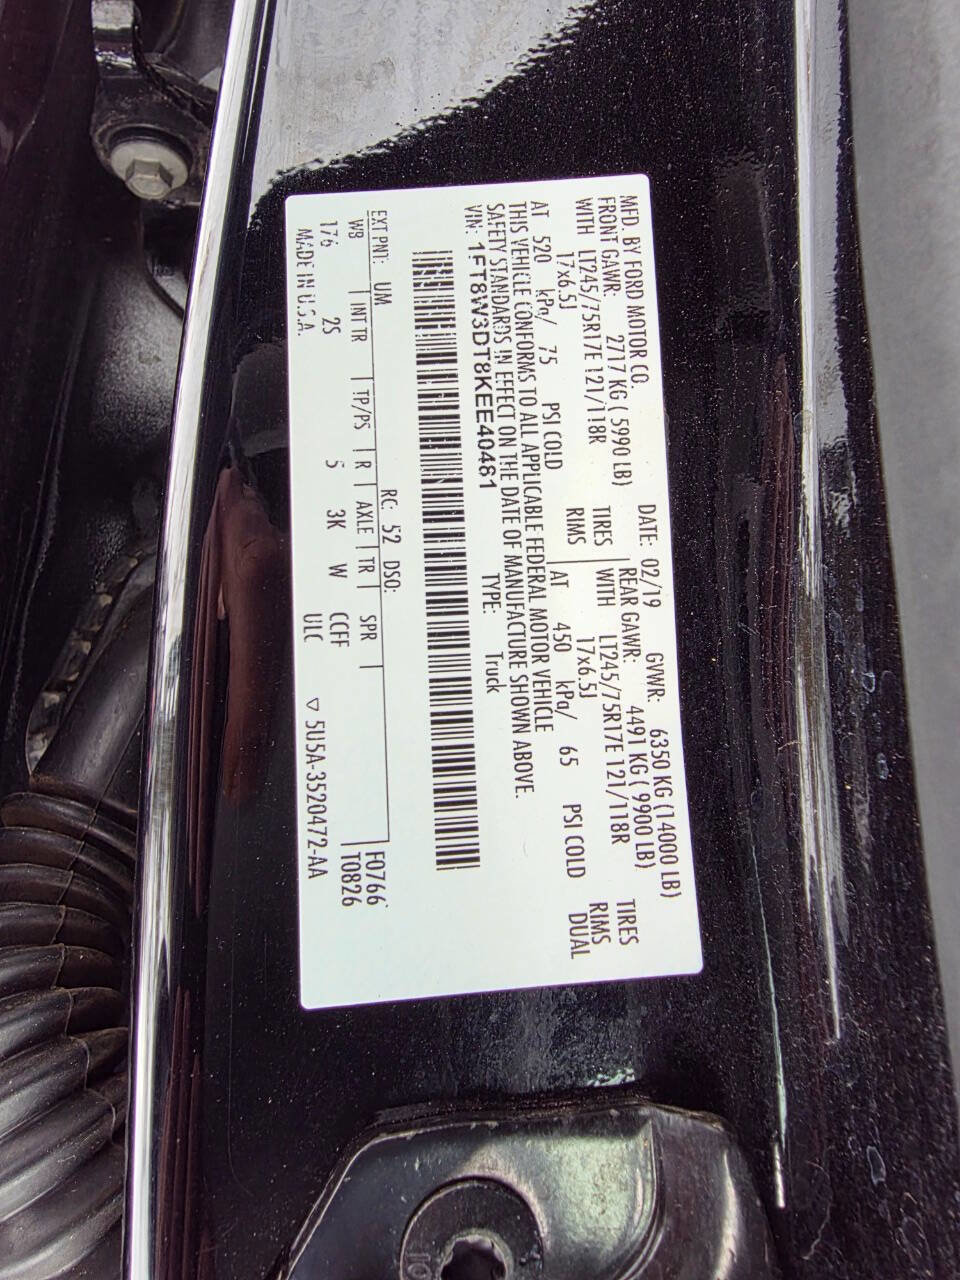 MFD. BY FORD MOTOR CO.
DATE: 02/19 GVWR: 6350 KG (14000 LB)
FRONT GAWR: 2717 KG ( 5990 LB) REAR GAWR: 4491 KG ( 9900 LB)
WITH LT245/75R17E 121/118R TIRES WITH LT245/75R17E 121/118R TIRES
17x6.5J RIMS 17x6.5J RIMS
AT 520 kPa/ 75 PSI COLD AT 450 kPa/ 65 PSI COLD DUAL
THIS VEHICLE CONFORMS TO ALL APPLICABLE FEDERAL MOTOR VEHICLE
SAFETY STANDARDS IN EFFECT ON THE DATE OF MANUFACTURE SHOWN ABOVE.
VIN: 1FT8W3DT8KEE40461 TYPE: Truck
EXT PNT: UM RC: 52 DSO: F0766
WB INT TR TP/PS R AXLE TR SPR T0826
176 2S 5 3K W CCFF
MADE IN U.S.A. ULC ▽ 5U5A-3520472-AA